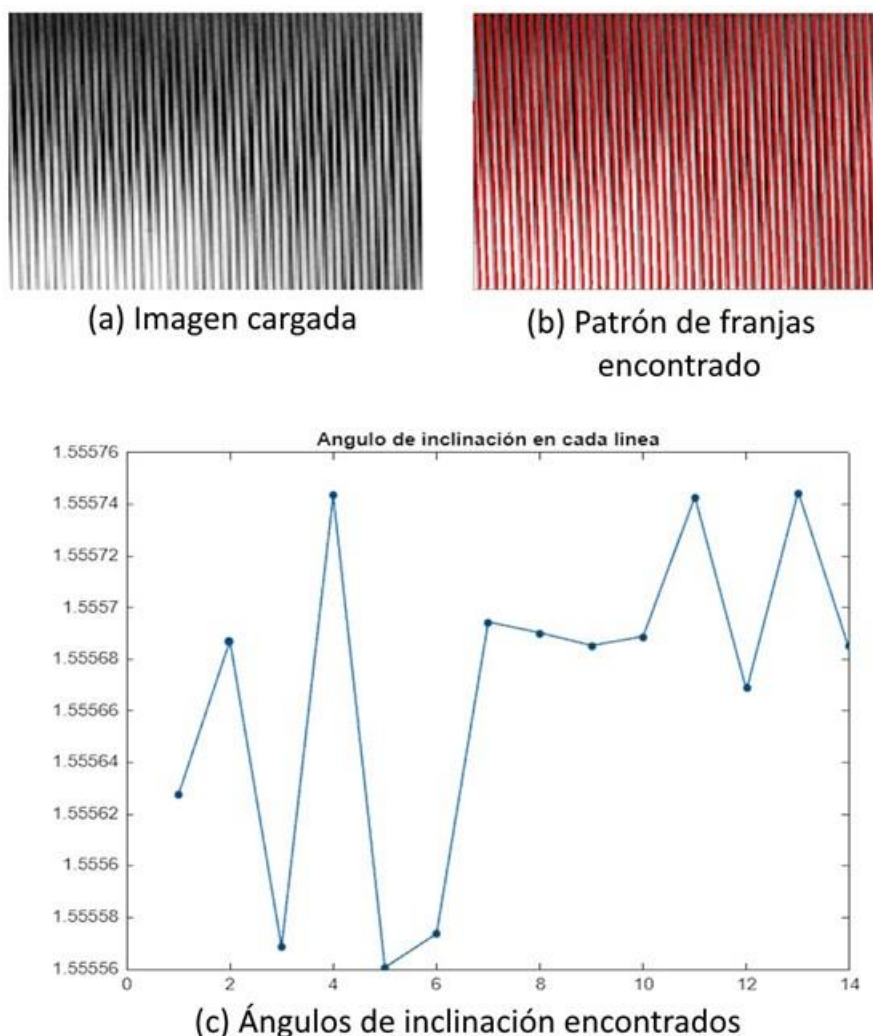 (a) Imagen cargada
(b) Patrón de franjas
encontrado
Angulo de inclinación en cada linea
1.55576
1.55574
1.55572
1.5557
1.55568
1.55566
1.55564
1.55562
1.5556
1.55558
1.55556
0 2 4 6 8 10 12 14
(c) Ángulos de inclinación encontrados